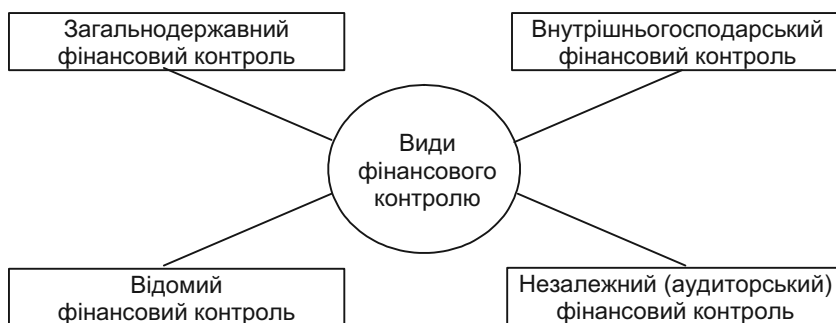 Загальнодержавний
фінансовий контроль
Внутрішньогосподарський
фінансовий контроль
Види
фінансового
контролю
Відомий
фінансовий контроль
Незалежний (аудиторський)
фінансовий контроль